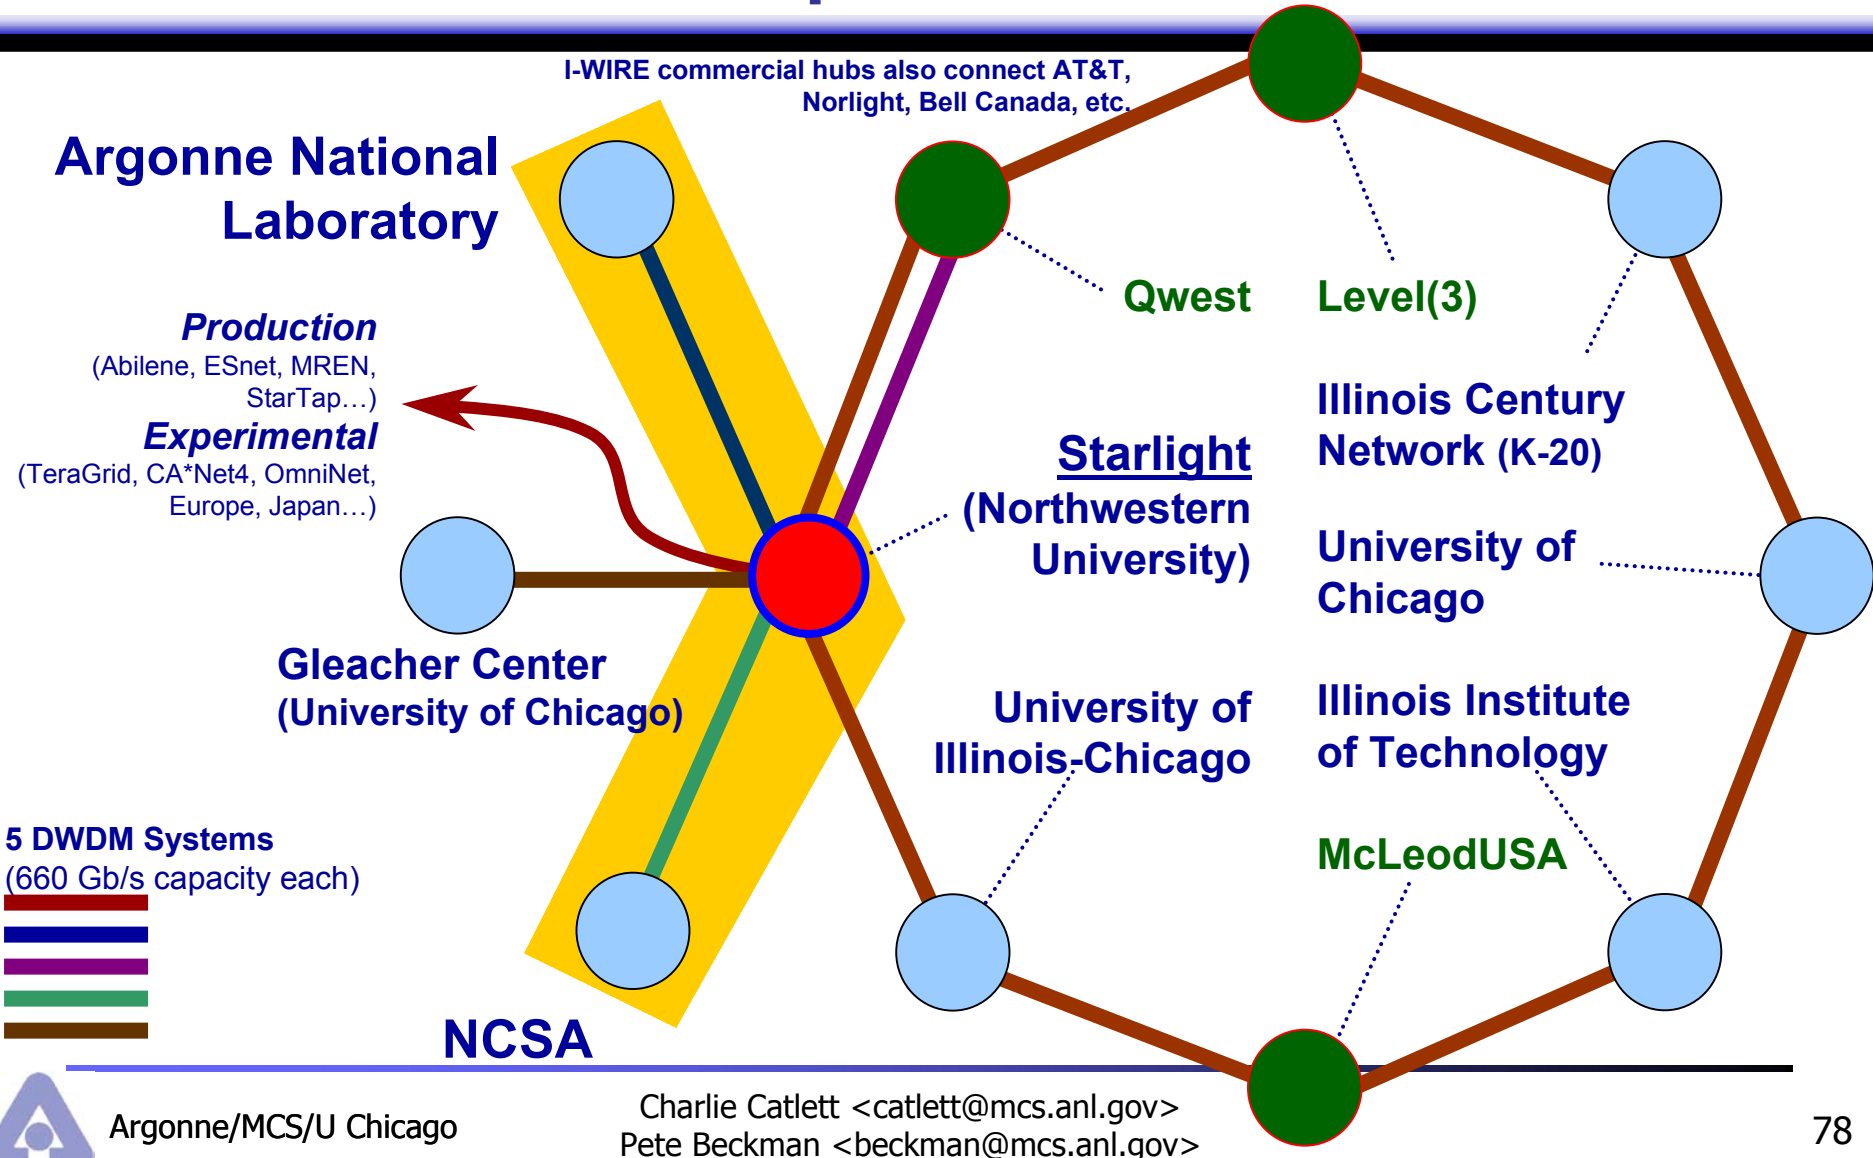 I-WIRE commercial hubs also connect AT&T,
Norlight, Bell Canada, etc.
Argonne National
Laboratory
Production
(Abilene, ESnet, MREN,
StarTap…)
Experimental
(TeraGrid, CA*Net4, OmniNet,
Europe, Japan…)
Qwest
Level(3)
Illinois Century
Network (K-20)
Starlight
(Northwestern
University)
University of
Chicago
Gleacher Center
(University of Chicago)
University of
Illinois-Chicago
Illinois Institute
of Technology
McLeodUSA
5 DWDM Systems
(660 Gb/s capacity each)
NCSA
Argonne/MCS/U Chicago
Charlie Catlett <catlett@mcs.anl.gov>
Pete Beckman <beckman@mcs.anl.gov>
78